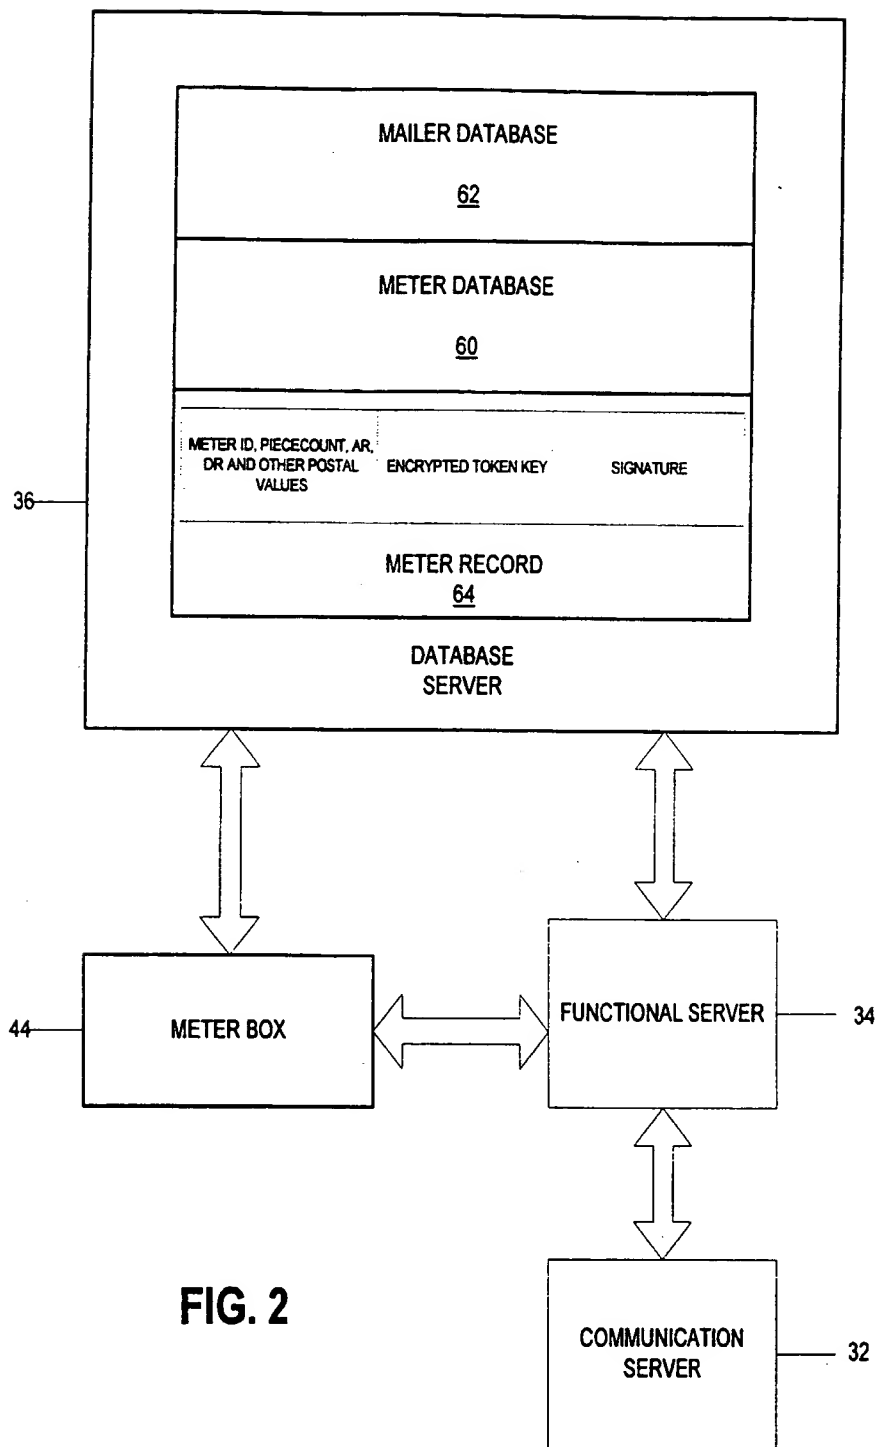 MAILER DATABASE
62
METER DATABASE
60
METER ID, PIECECOUNT, AR,
DR AND OTHER POSTAL
VALUES
ENCRYPTED TOKEN KEY
SIGNATURE
36
METER RECORD
64
DATABASE
SERVER
44
METER BOX
FUNCTIONAL SERVER
34
FIG. 2
COMMUNICATION
SERVER
32